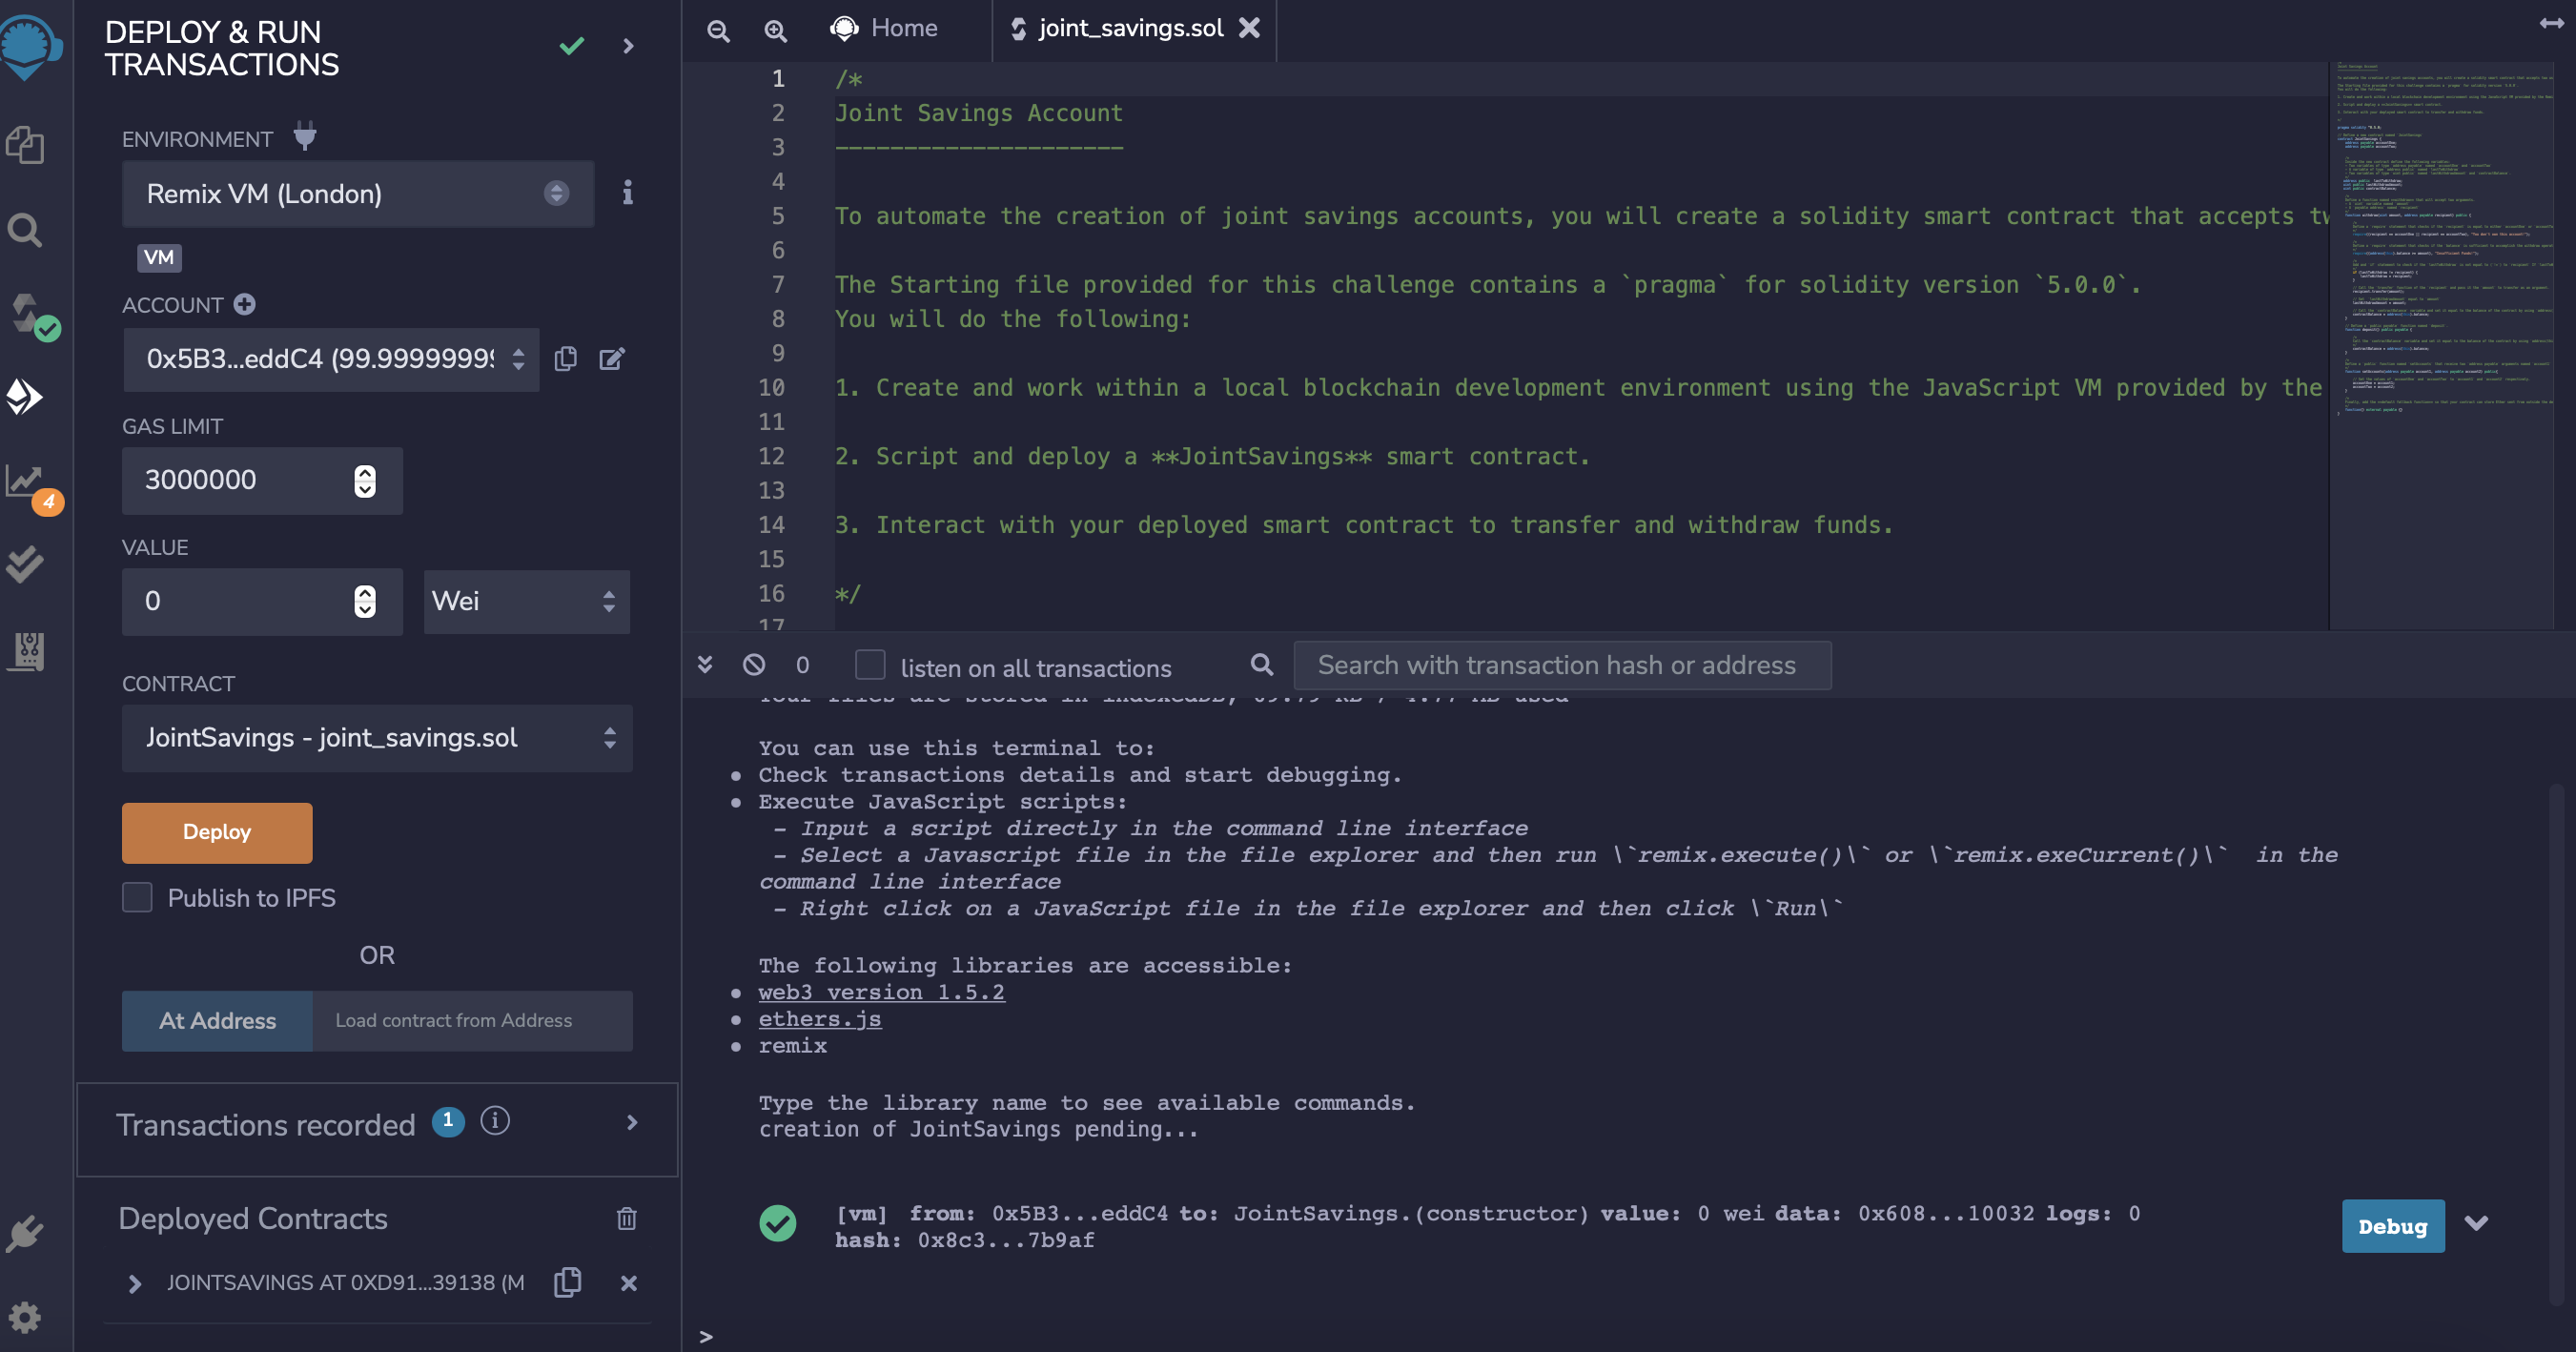 DEPLOY & RUN
TRANSACTIONS
ENVIRONMENT
Remix VM (London)
VM
ACCOUNT
0x5B3...eddC4 (99.9999999
GAS LIMIT
3000000
VALUE
0
Wei
CONTRACT
JointSavings - joint_savings.sol
Deploy
Publish to IPFS
OR
At Address
Load contract from Address
Transactions recorded 1
Deployed Contracts
JOINTSAVINGS AT 0XD91...39138 (M
4
Home
joint_savings.sol
1 /*
2 Joint Savings Account
3 ---------------------
4
5 To automate the creation of joint savings accounts, you will create a solidity smart contract that accepts tw
6
7 The Starting file provided for this challenge contains a `pragma` for solidity version `5.0.0`.
8 You will do the following:
9
10 1. Create and work within a local blockchain development environment using the JavaScript VM provided by the
11
12 2. Script and deploy a **JointSavings** smart contract.
13
14 3. Interact with your deployed smart contract to transfer and withdraw funds.
15
16 */
17
0
listen on all transactions
Search with transaction hash or address
Your files are stored in IndexedDB,
You can use this terminal to:
• Check transactions details and start debugging.
• Execute JavaScript scripts:
- Input a script directly in the command line interface
- Select a Javascript file in the file explorer and then run \`remix.execute()\` or \`remix.exeCurrent()\` in the
command line interface
- Right click on a JavaScript file in the file explorer and then click \`Run\`
The following libraries are accessible:
• web3 version 1.5.2
• ethers.js
• remix
Type the library name to see available commands.
creation of JointSavings pending...
[vm] from: 0x5B3...eddC4 to: JointSavings.(constructor) value: 0 wei data: 0x608...10032 logs: 0
hash: 0x8c3...7b9af
Debug
>